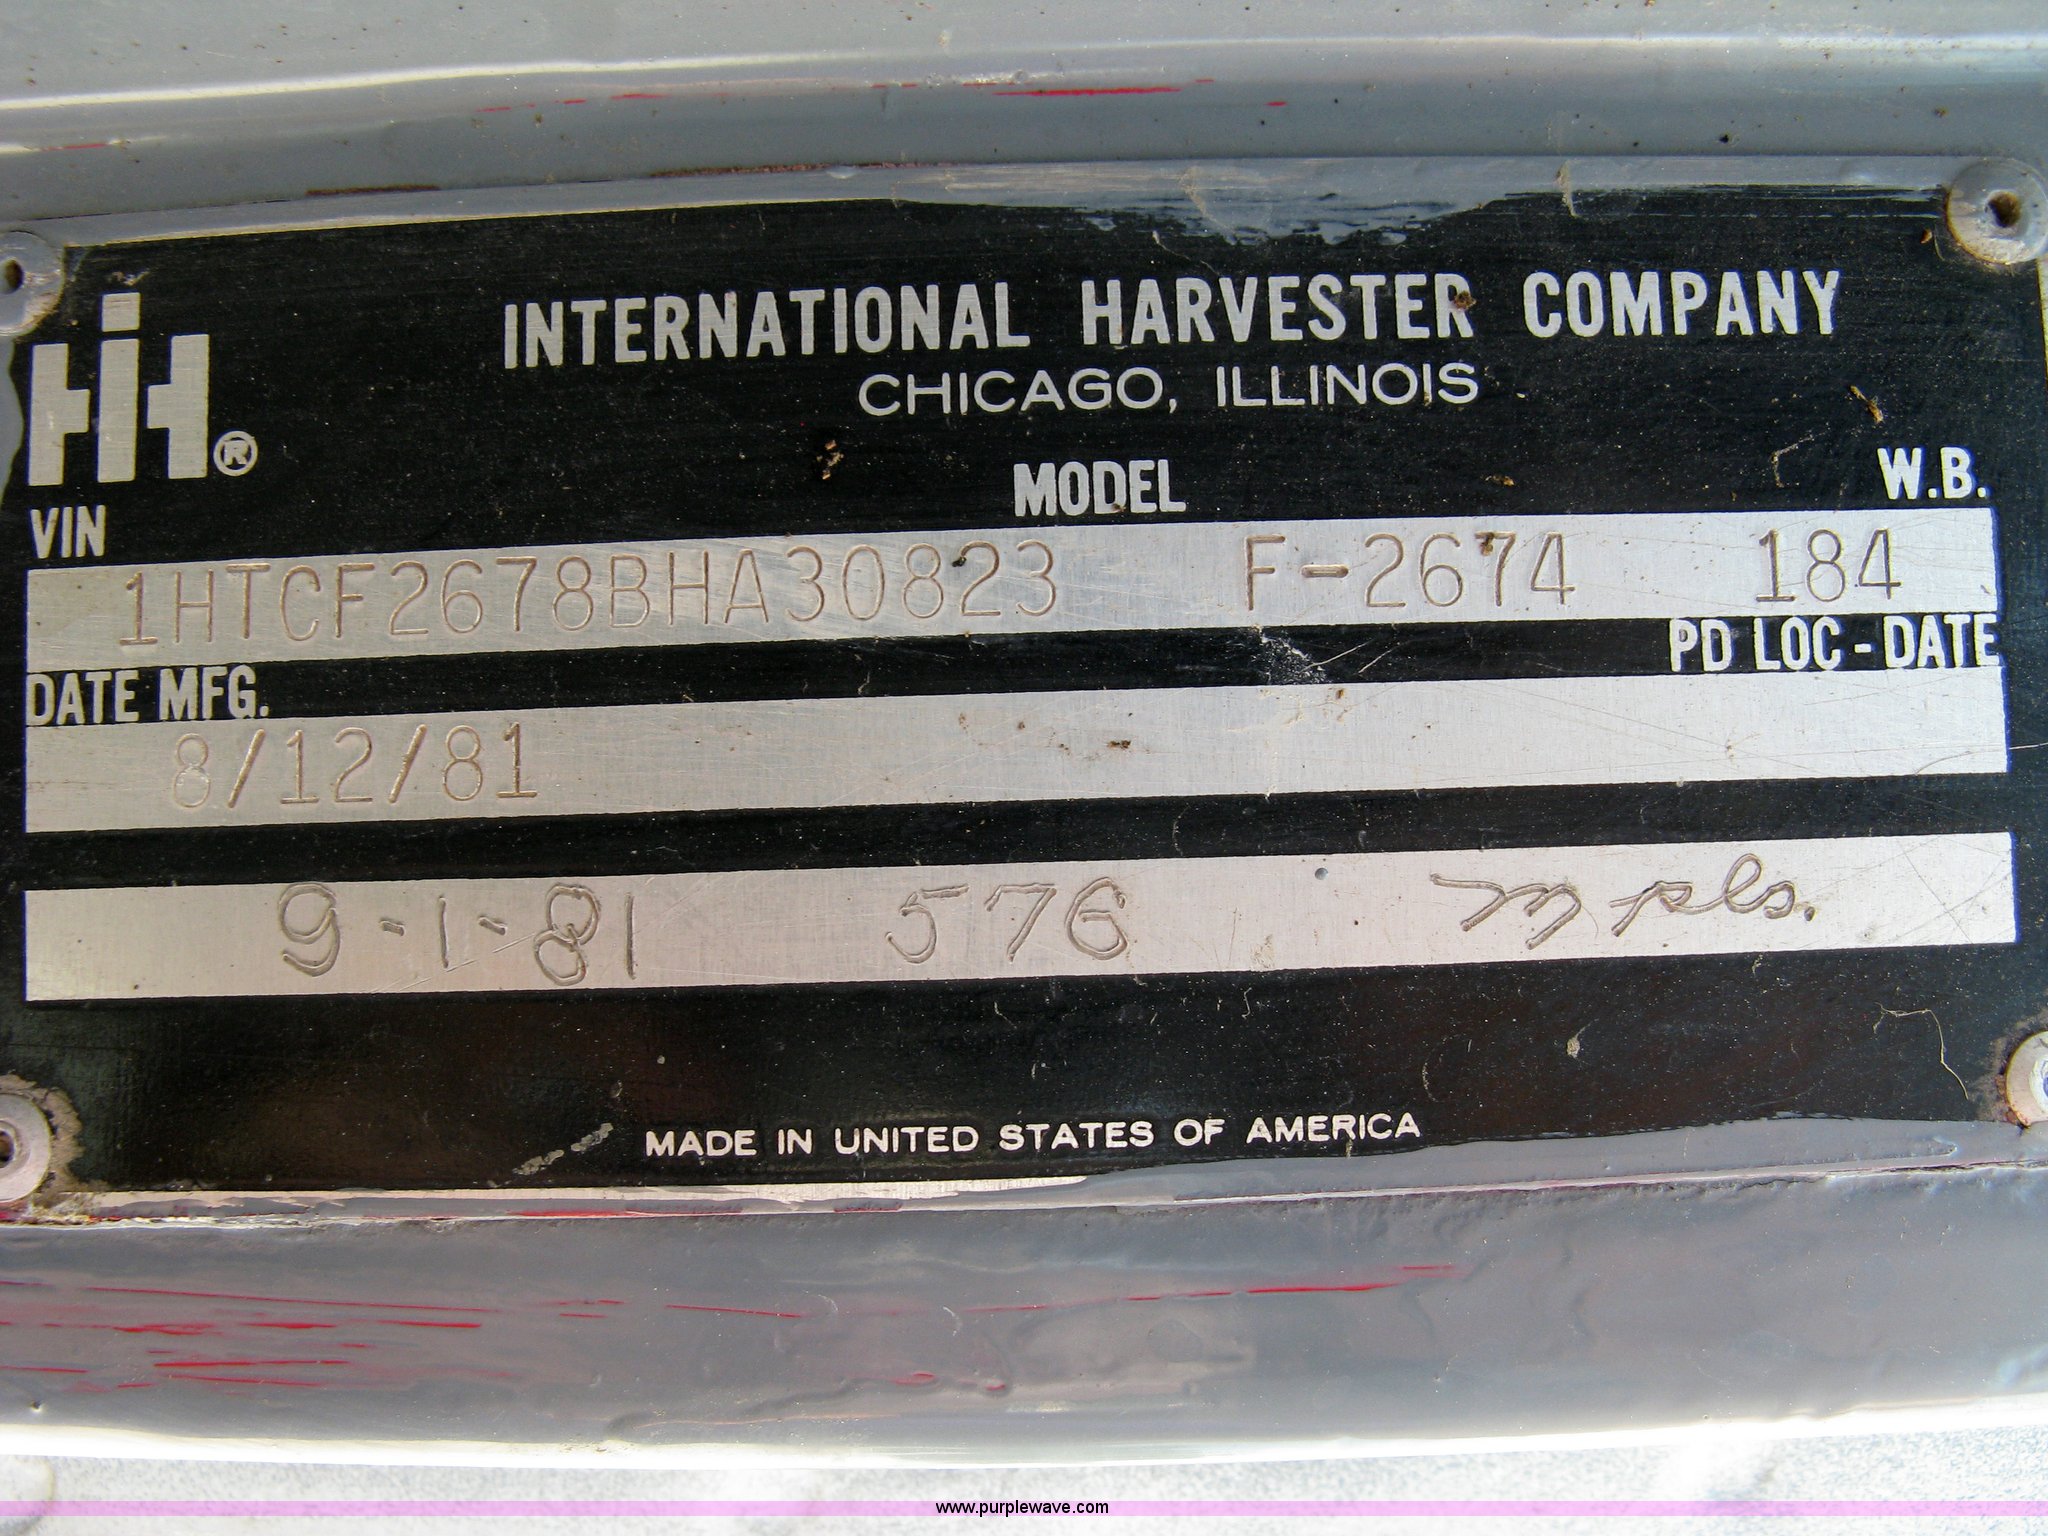 INTERNATIONAL HARVESTER COMPANY
CHICAGO, ILLINOIS
IH®
VIN MODEL W.B.
1HTCF2678BHA30823 F-2674 184
DATE MFG. PD LOC - DATE
8/12/81
9-1-81 576 mpls.
MADE IN UNITED STATES OF AMERICA
www.purplewave.com